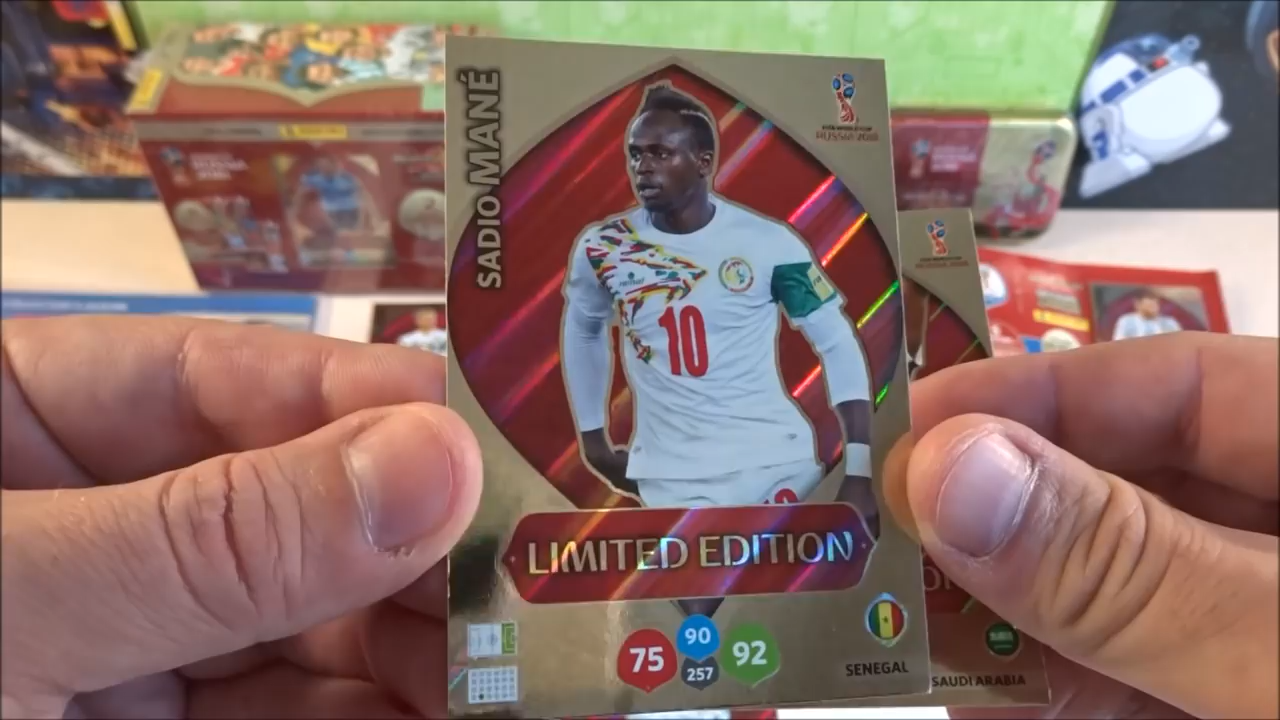 SADIO MANÉ
FIFA WORLD CUP
RUSSIA 2018
10
LIMITED EDITION
75
90
257
92
SENEGAL
SAUDI ARABIA